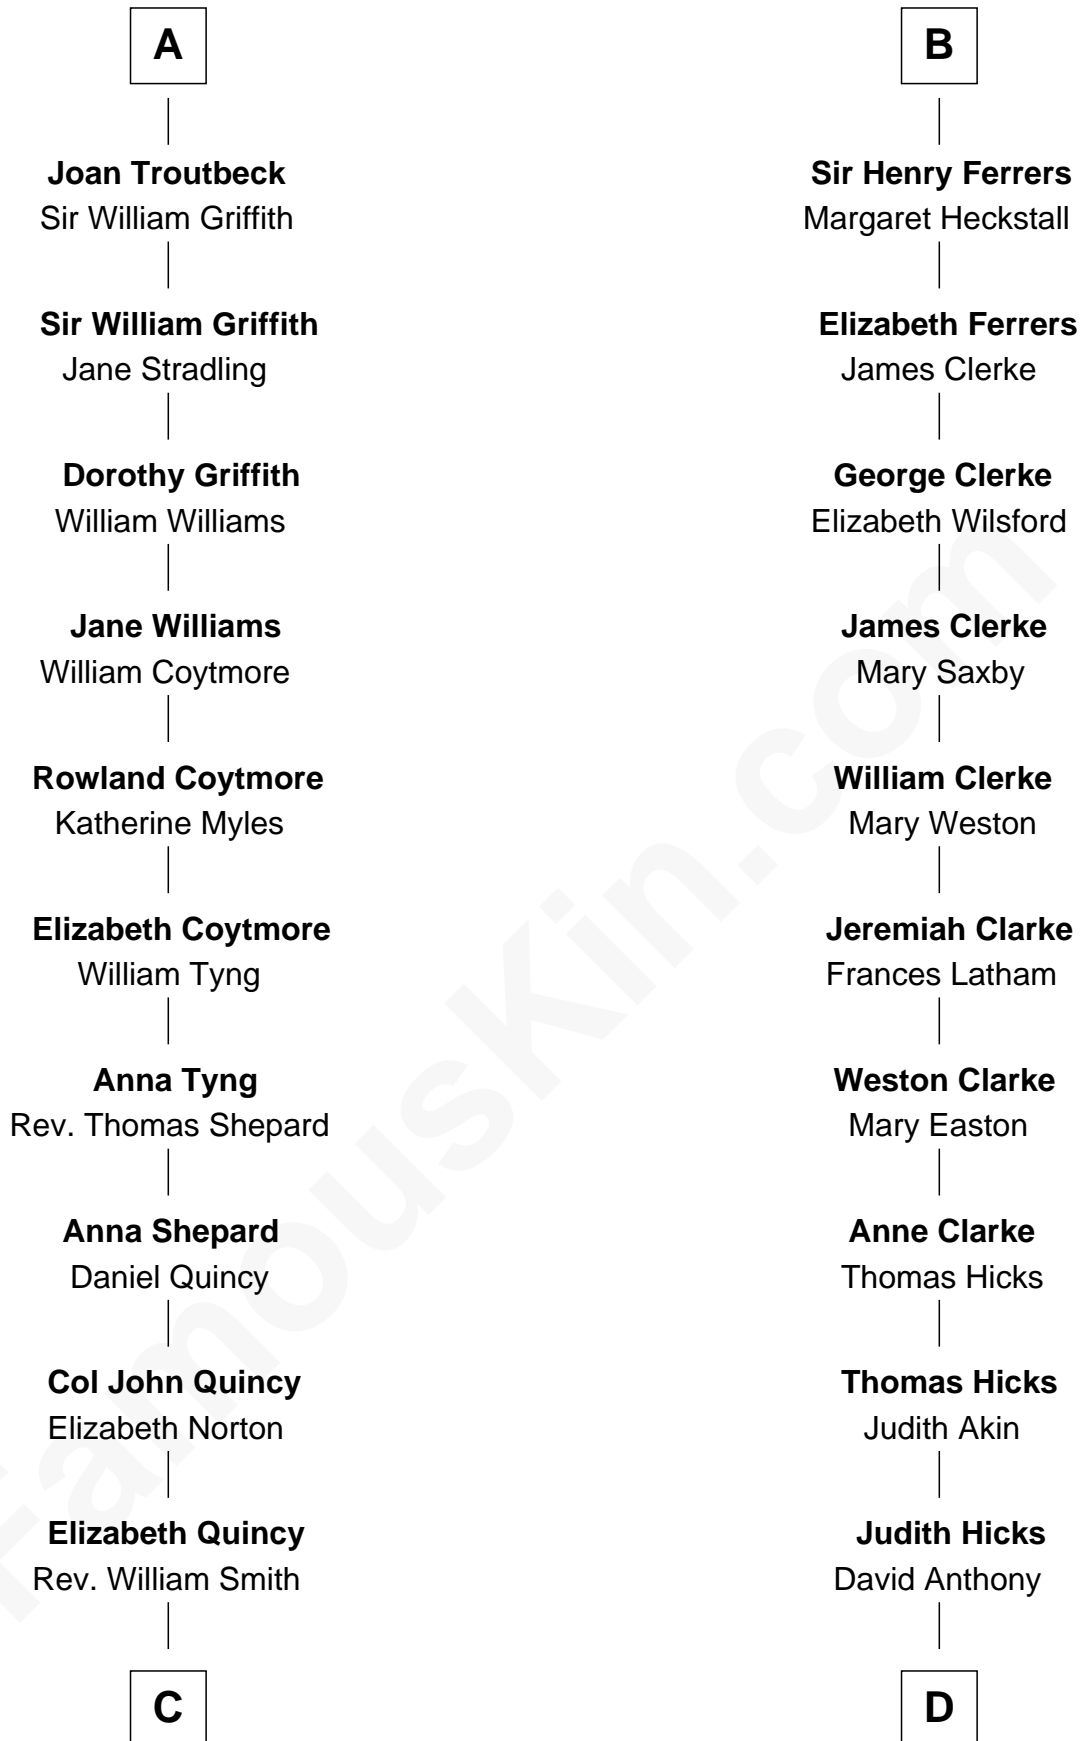 A
Joan Troutbeck
Sir William Griffith
Sir William Griffith
Jane Stradling
Dorothy Griffith
William Williams
Jane Williams
William Coytmore
Rowland Coytmore
Katherine Myles
Elizabeth Coytmore
William Tyng
Anna Tyng
Rev. Thomas Shepard
Anna Shepard
Daniel Quincy
Col John Quincy
Elizabeth Norton
Elizabeth Quincy
Rev. William Smith
C
B
Sir Henry Ferrers
Margaret Heckstall
Elizabeth Ferrers
James Clerke
George Clerke
Elizabeth Wilsford
James Clerke
Mary Saxby
William Clerke
Mary Weston
Jeremiah Clarke
Frances Latham
Weston Clarke
Mary Easton
Anne Clarke
Thomas Hicks
Thomas Hicks
Judith Akin
Judith Hicks
David Anthony
D
FamousKin.com